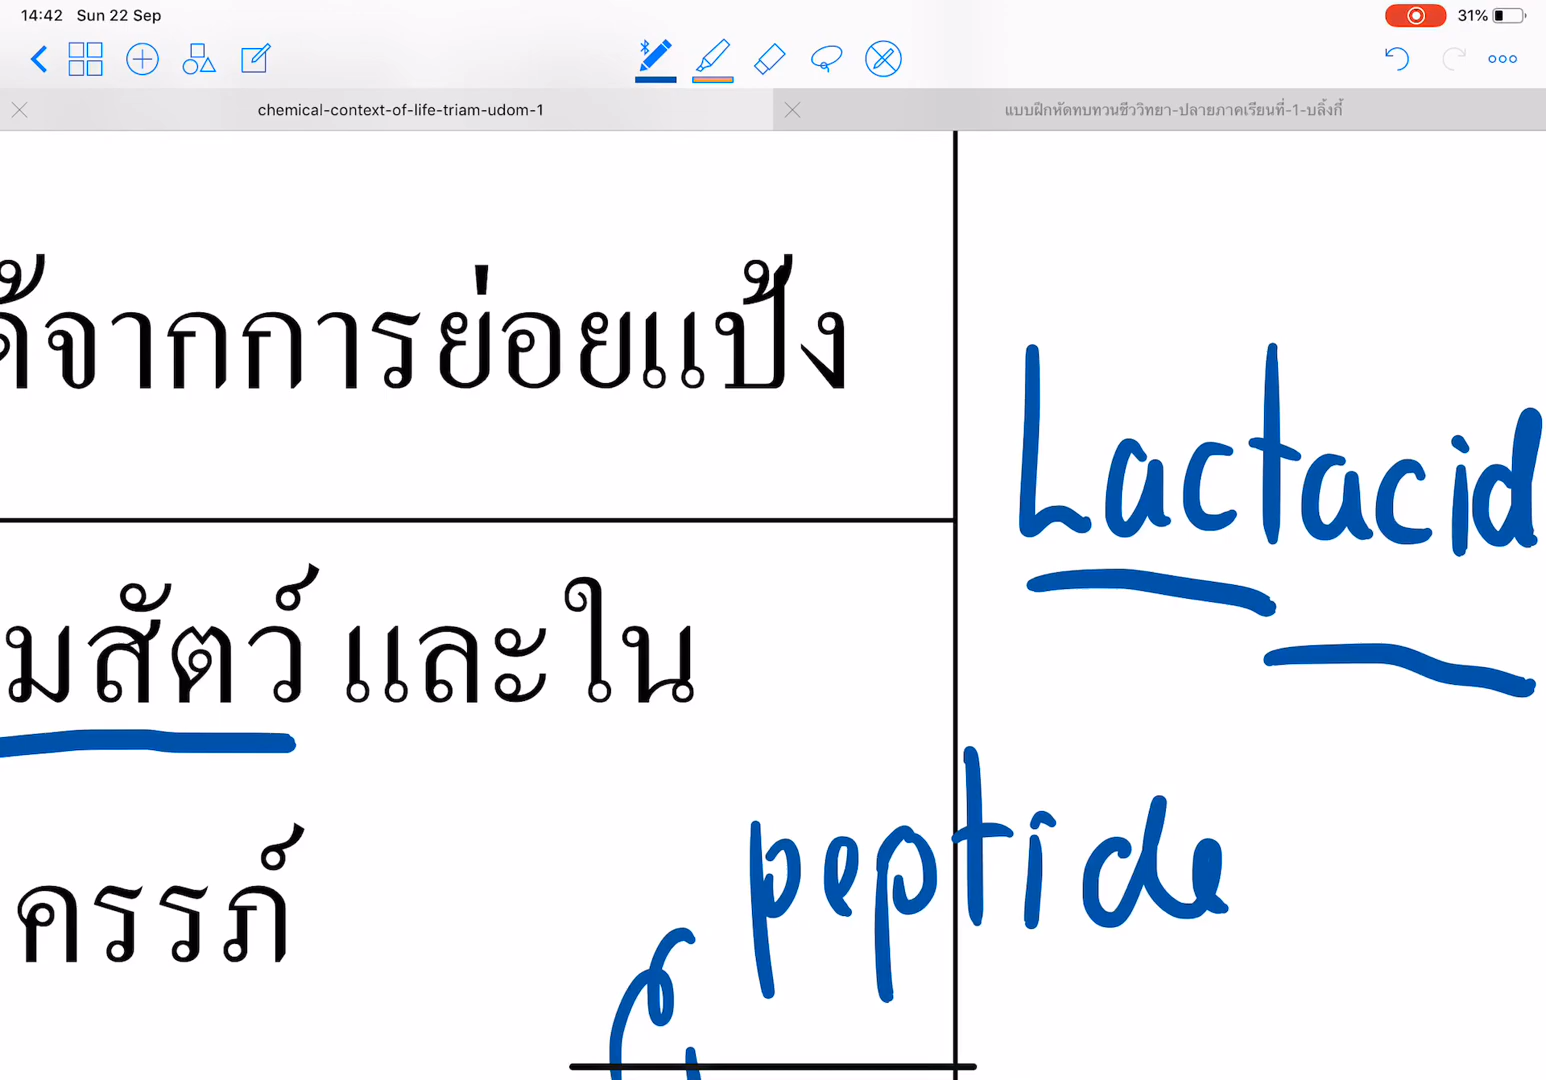 14:42 Sun 22 Sep
31%
chemical-context-of-life-triam-udom-1
แบบฝึกหัดทบทวนชีววิทยา-ปลายภาคเรียนที่-1-บลิ้งกี้
ด้จากการย่อยแป้ง
Lactacid
มสัตว์ และใน
peptide
ครรภ์